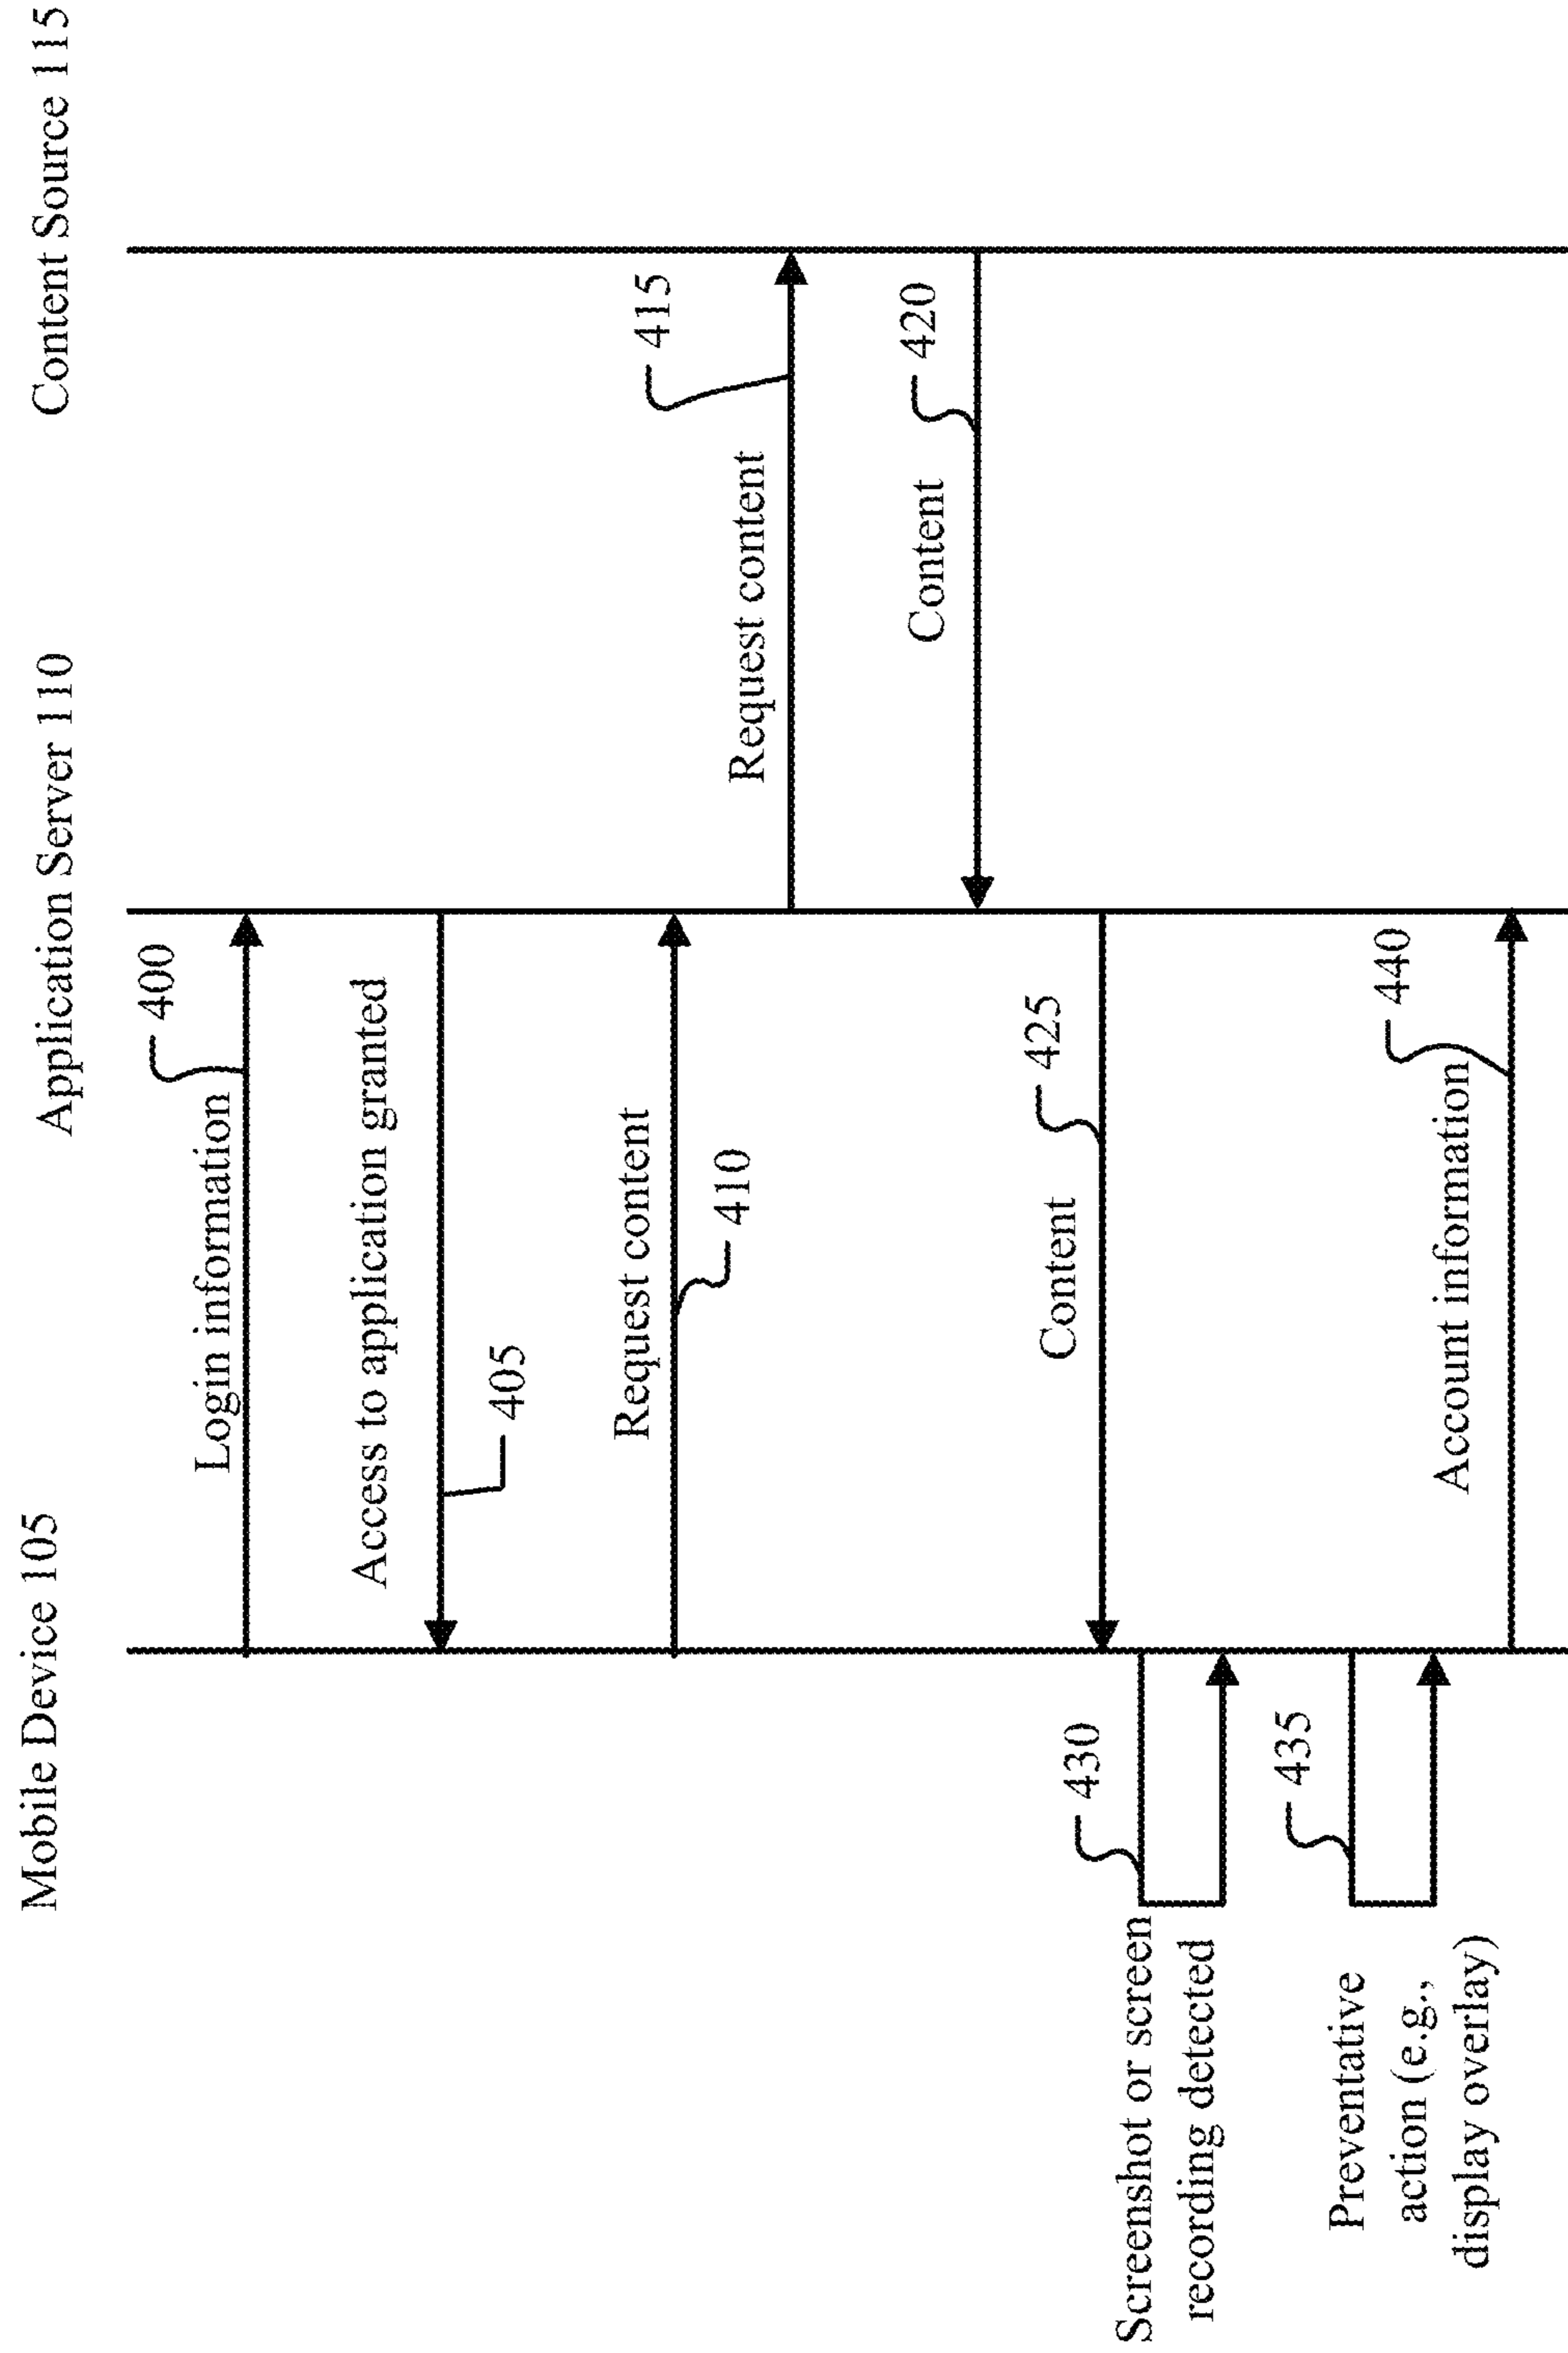 Mobile Device 105
Application Server 110
Content Source 115
400
Login information
Access to application granted
405
Request content
410
415
Request content
420
Content
425
Content
430
Screenshot or screen
recording detected
435
Preventative
action (e.g.,
display overlay)
440
Account information